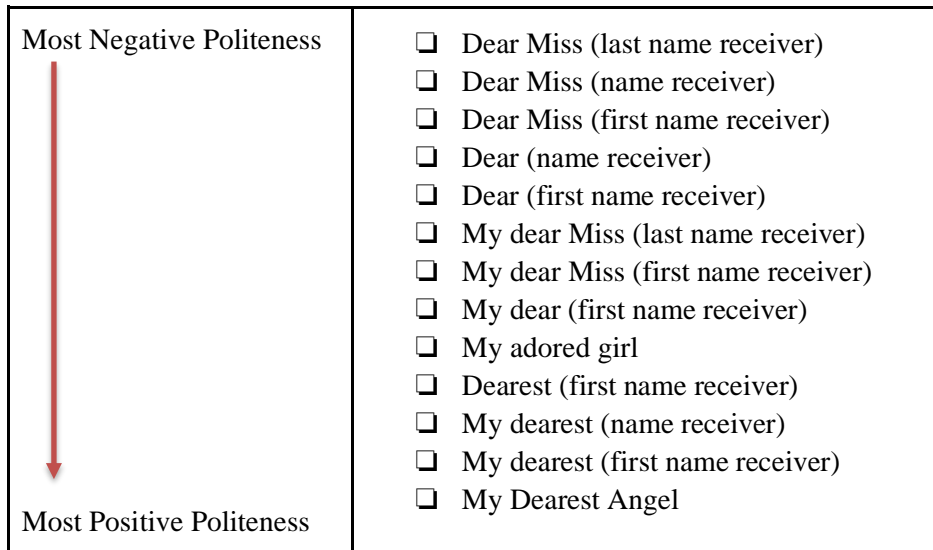 Most Negative Politeness
Most Positive Politeness
❏ Dear Miss (last name receiver)
❏ Dear Miss (name receiver)
❏ Dear Miss (first name receiver)
❏ Dear (name receiver)
❏ Dear (first name receiver)
❏ My dear Miss (last name receiver)
❏ My dear Miss (first name receiver)
❏ My dear (first name receiver)
❏ My adored girl
❏ Dearest (first name receiver)
❏ My dearest (name receiver)
❏ My dearest (first name receiver)
❏ My Dearest Angel